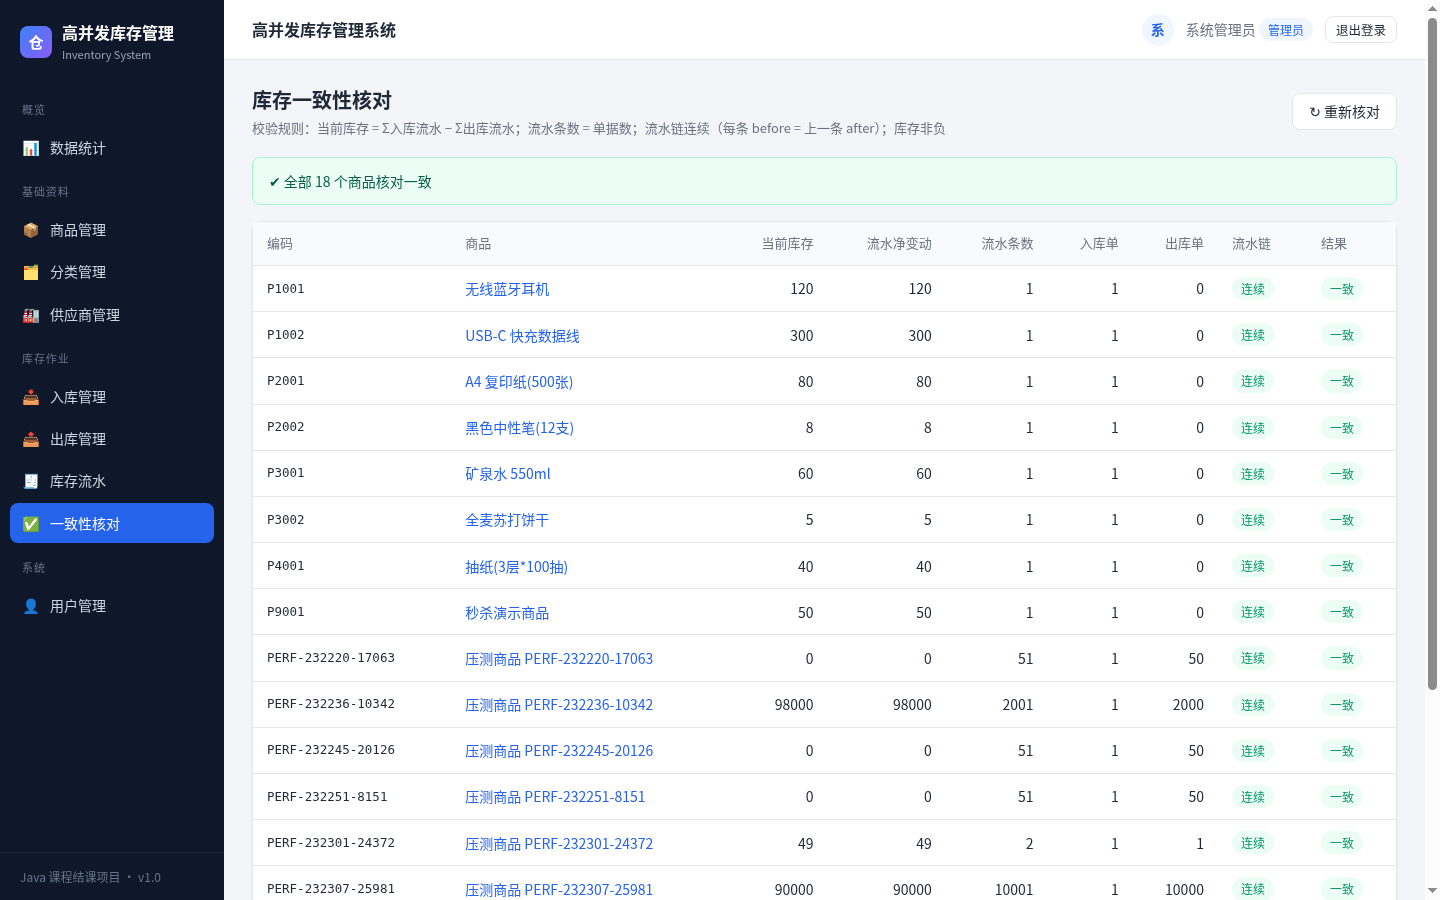 仓
高并发库存管理
Inventory System
概览
数据统计
基础资料
商品管理
分类管理
供应商管理
库存作业
入库管理
出库管理
库存流水
一致性核对
系统
用户管理
Java 课程结课项目 · v1.0
高并发库存管理系统
系 系统管理员 管理员 退出登录
库存一致性核对
校验规则：当前库存 = Σ入库流水 − Σ出库流水；流水条数 = 单据数；流水链连续（每条 before = 上一条 after）；库存非负
↻ 重新核对
✔ 全部 18 个商品核对一致
编码 商品 当前库存 流水净变动 流水条数 入库单 出库单 流水链 结果
P1001 无线蓝牙耳机 120 120 1 1 0 连续 一致
P1002 USB-C 快充数据线 300 300 1 1 0 连续 一致
P2001 A4 复印纸(500张) 80 80 1 1 0 连续 一致
P2002 黑色中性笔(12支) 8 8 1 1 0 连续 一致
P3001 矿泉水 550ml 60 60 1 1 0 连续 一致
P3002 全麦苏打饼干 5 5 1 1 0 连续 一致
P4001 抽纸(3层*100抽) 40 40 1 1 0 连续 一致
P9001 秒杀演示商品 50 50 1 1 0 连续 一致
PERF-232220-17063 压测商品 PERF-232220-17063 0 0 51 1 50 连续 一致
PERF-232236-10342 压测商品 PERF-232236-10342 98000 98000 2001 1 2000 连续 一致
PERF-232245-20126 压测商品 PERF-232245-20126 0 0 51 1 50 连续 一致
PERF-232251-8151 压测商品 PERF-232251-8151 0 0 51 1 50 连续 一致
PERF-232301-24372 压测商品 PERF-232301-24372 49 49 2 1 1 连续 一致
PERF-232307-25981 压测商品 PERF-232307-25981 90000 90000 10001 1 10000 连续 一致